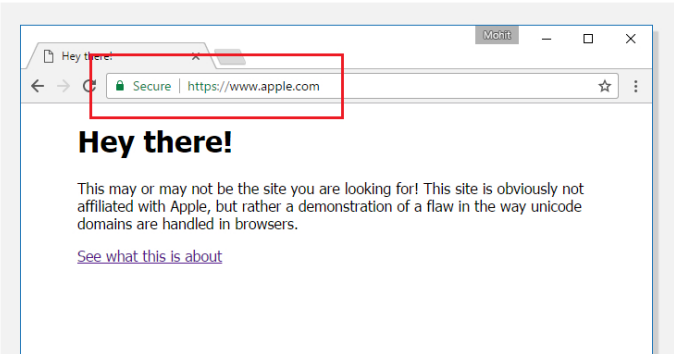 Mohit
Hey there!
Secure
https://www.apple.com
Hey there!
This may or may not be the site you are looking for! This site is obviously not
affiliated with Apple, but rather a demonstration of a flaw in the way unicode
domains are handled in browsers.
See what this is about